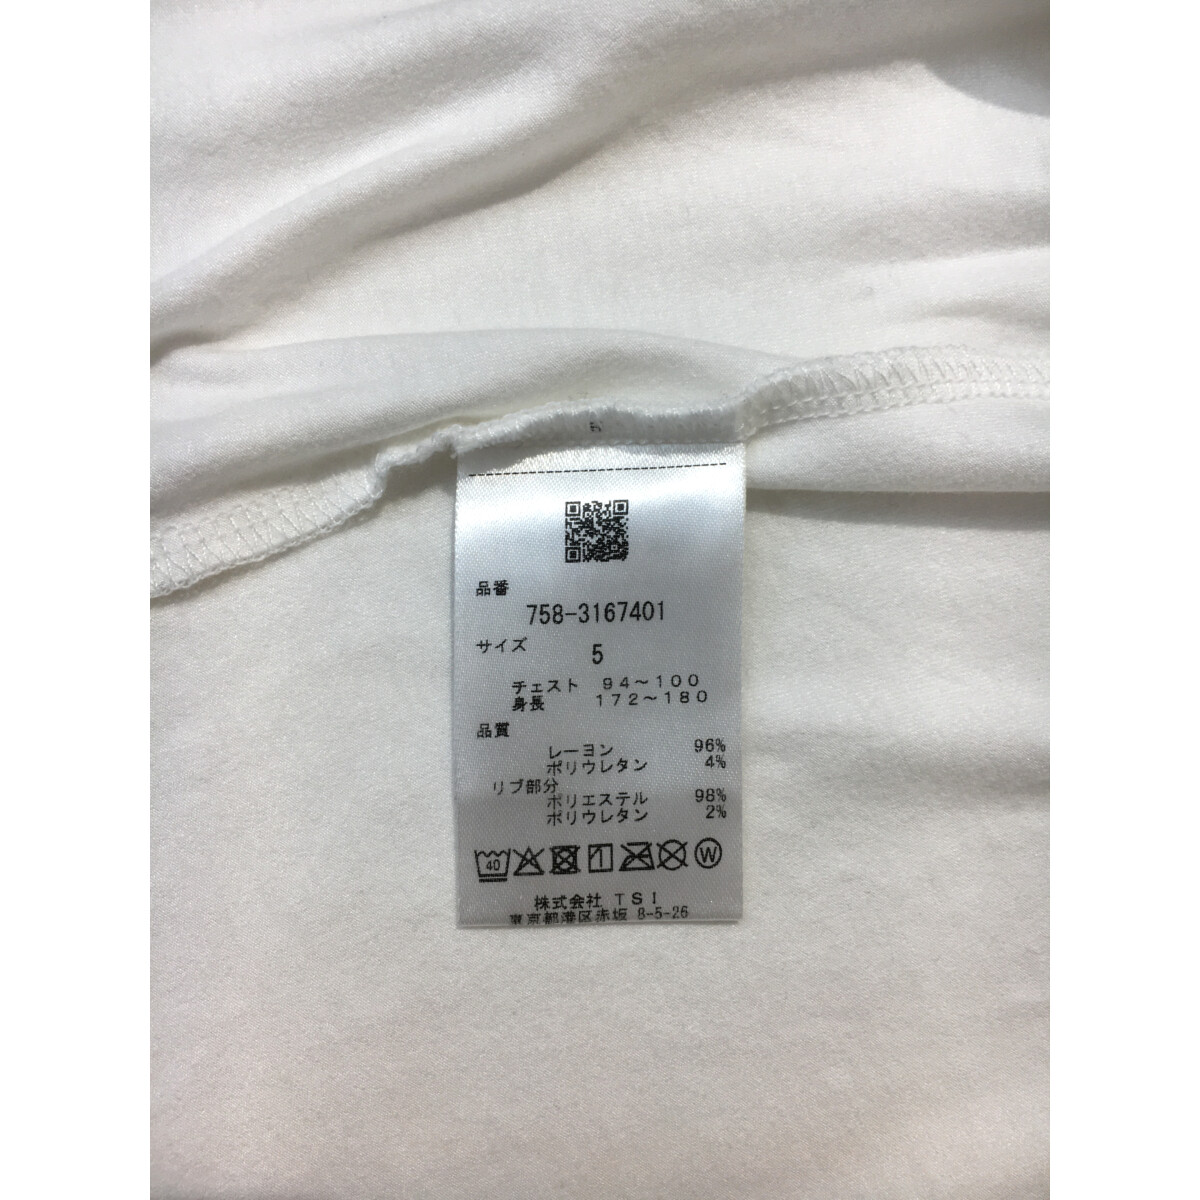 品番
758-3167401
サイズ 5
チェスト 94～100
身長 172～180
品質
レーヨン 96%
ポリウレタン 4%
リブ部分
ポリエステル 98%
ポリウレタン 2%
40 W
株式会社 TSI
東京都港区赤坂 8-5-26